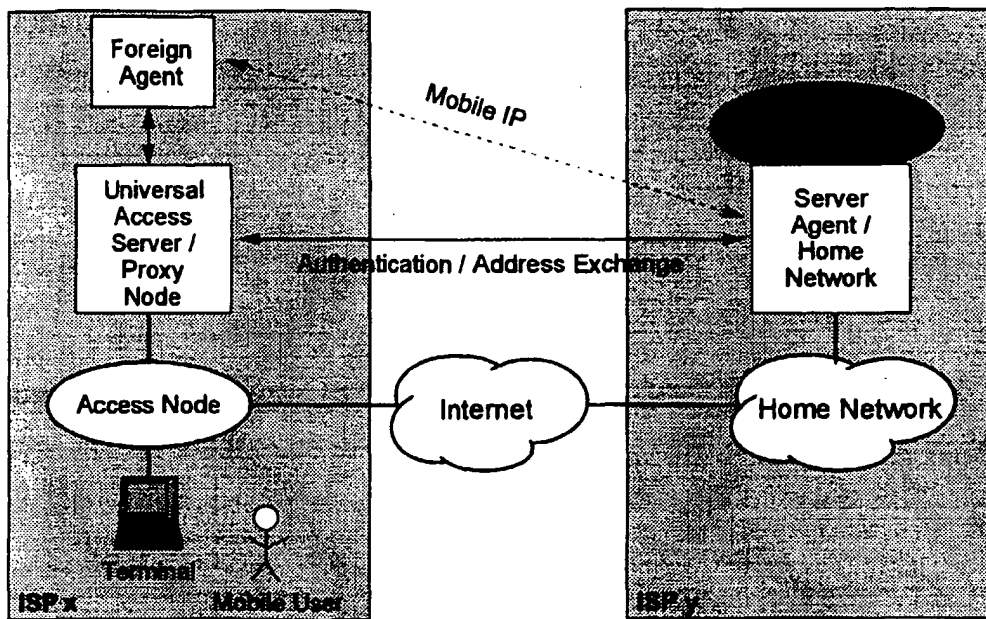 Foreign
Agent
Mobile IP
Universal
Access
Server /
Proxy
Node
Server
Agent /
Home
Network
Authentication / Address Exchange
Access Node
Internet
Home Network
Terminal
ISP x
Mobile User
ISP y